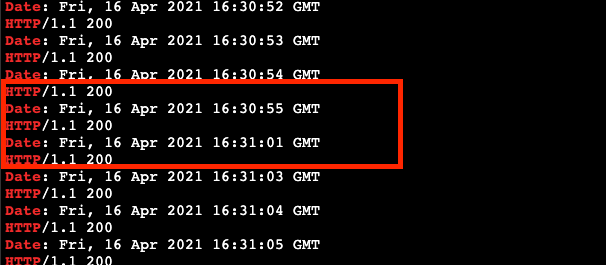 Date: Fri, 16 Apr 2021 16:30:52 GMT
HTTP/1.1 200
Date: Fri, 16 Apr 2021 16:30:53 GMT
HTTP/1.1 200
Date: Fri, 16 Apr 2021 16:30:54 GMT
HTTP/1.1 200
Date: Fri, 16 Apr 2021 16:30:55 GMT
HTTP/1.1 200
Date: Fri, 16 Apr 2021 16:31:01 GMT
HTTP/1.1 200
Date: Fri, 16 Apr 2021 16:31:03 GMT
HTTP/1.1 200
Date: Fri, 16 Apr 2021 16:31:04 GMT
HTTP/1.1 200
Date: Fri, 16 Apr 2021 16:31:05 GMT
HTTP/1.1 200